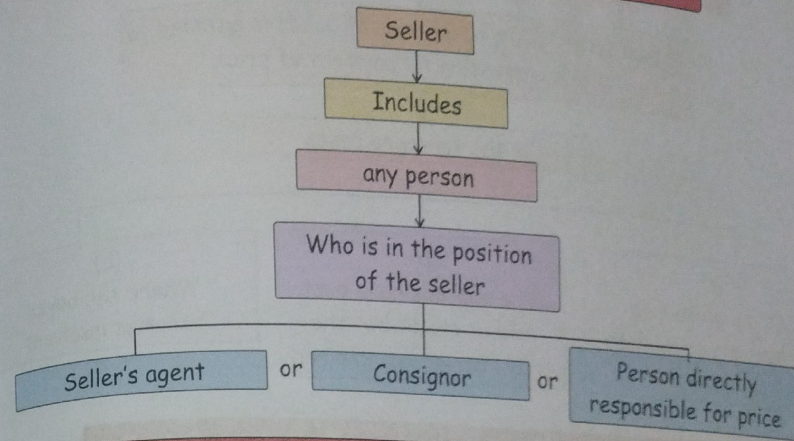 Seller
Includes
any person
Who is in the position
of the seller
Seller's agent
or
Consignor
or
Person directly
responsible for price